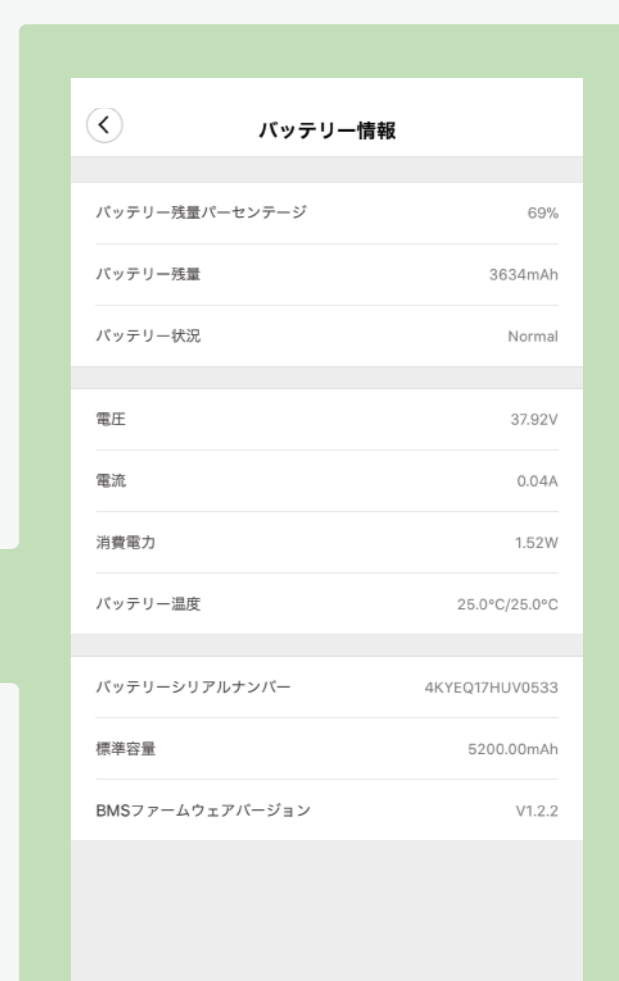 バッテリー情報
バッテリー残量パーセンテージ 69%
バッテリー残量 3634mAh
バッテリー状況 Normal
電圧 37.92V
電流 0.04A
消費電力 1.52W
バッテリー温度 25.0°C/25.0°C
バッテリーシリアルナンバー 4KYEQ17HUV0533
標準容量 5200.00mAh
BMSファームウェアバージョン V1.2.2